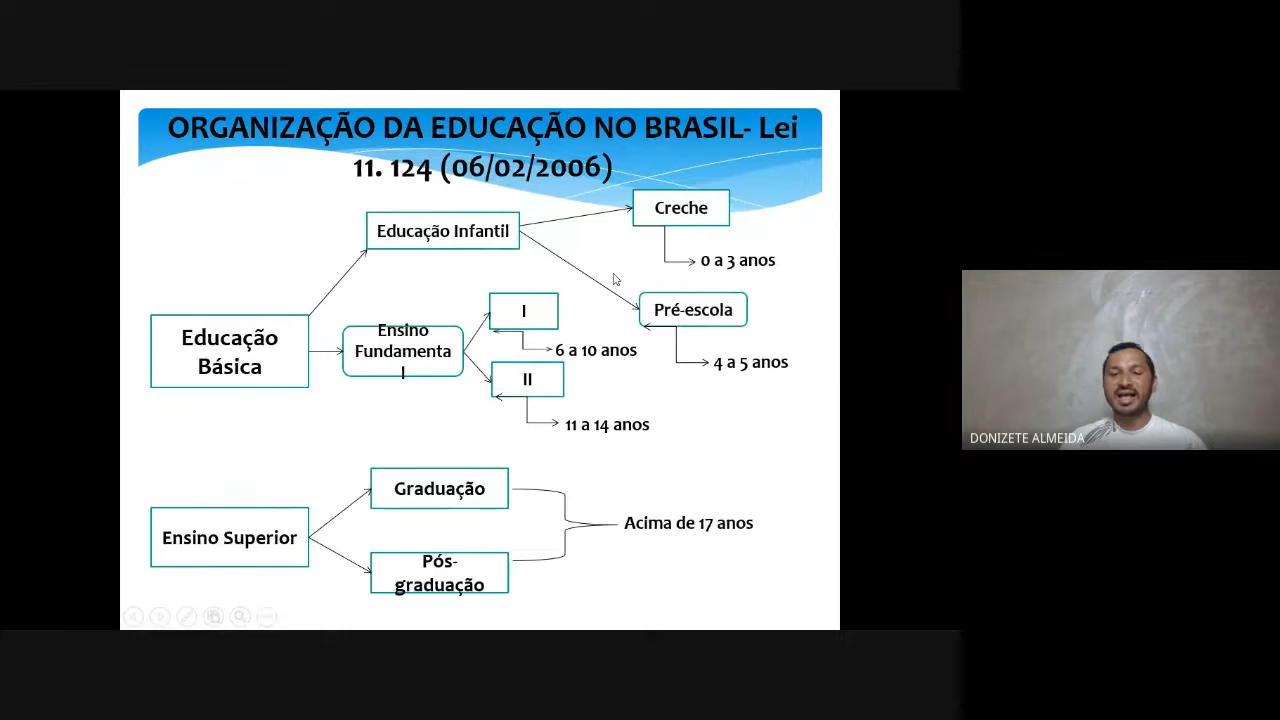 ORGANIZAÇÃO DA EDUCAÇÃO NO BRASIL- Lei
11. 124 (06/02/2006)
Creche
Educação Infantil
0 a 3 anos
Pré-escola
4 a 5 anos
Educação
Básica
Ensino
Fundamenta
l
I
6 a 10 anos
II
11 a 14 anos
Ensino Superior
Graduação
Pós-
graduação
Acima de 17 anos
DONIZETE ALMEIDA